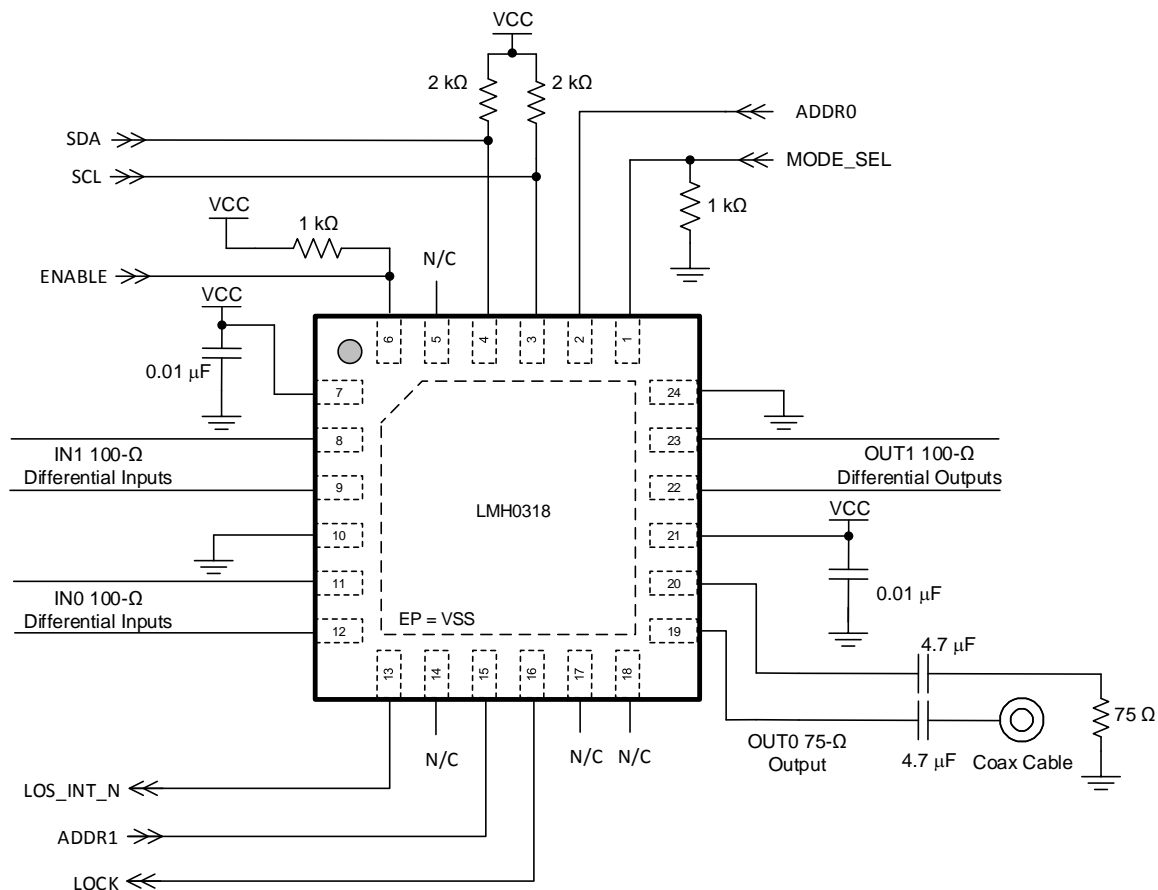 VCC
2 kΩ
2 kΩ
ADDR0
SDA
MODE_SEL
SCL
VCC
1 kΩ
1 kΩ
N/C
ENABLE
VCC
0.01 µF
6
5
4
3
2
1
7
24
8
23
IN1 100-Ω
Differential Inputs
OUT1 100-Ω
Differential Outputs
9
22
LMH0318
VCC
10
21
11
20
0.01 µF
IN0 100-Ω
Differential Inputs
EP = VSS
12
19
4.7 µF
13
14
15
16
17
18
75 Ω
OUT0 75-Ω
Output
4.7 µF
Coax Cable
N/C
N/C
N/C
LOS_INT_N
ADDR1
LOCK